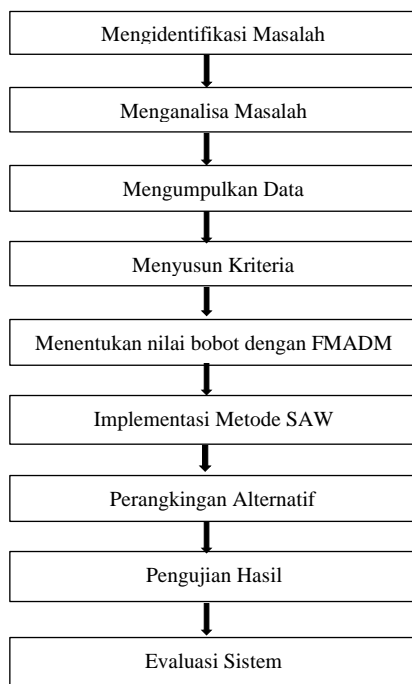 Mengidentifikasi Masalah
Menganalisa Masalah
Mengumpulkan Data
Menyusun Kriteria
Menentukan nilai bobot dengan FMADM
Implementasi Metode SAW
Perangkingan Alternatif
Pengujian Hasil
Evaluasi Sistem